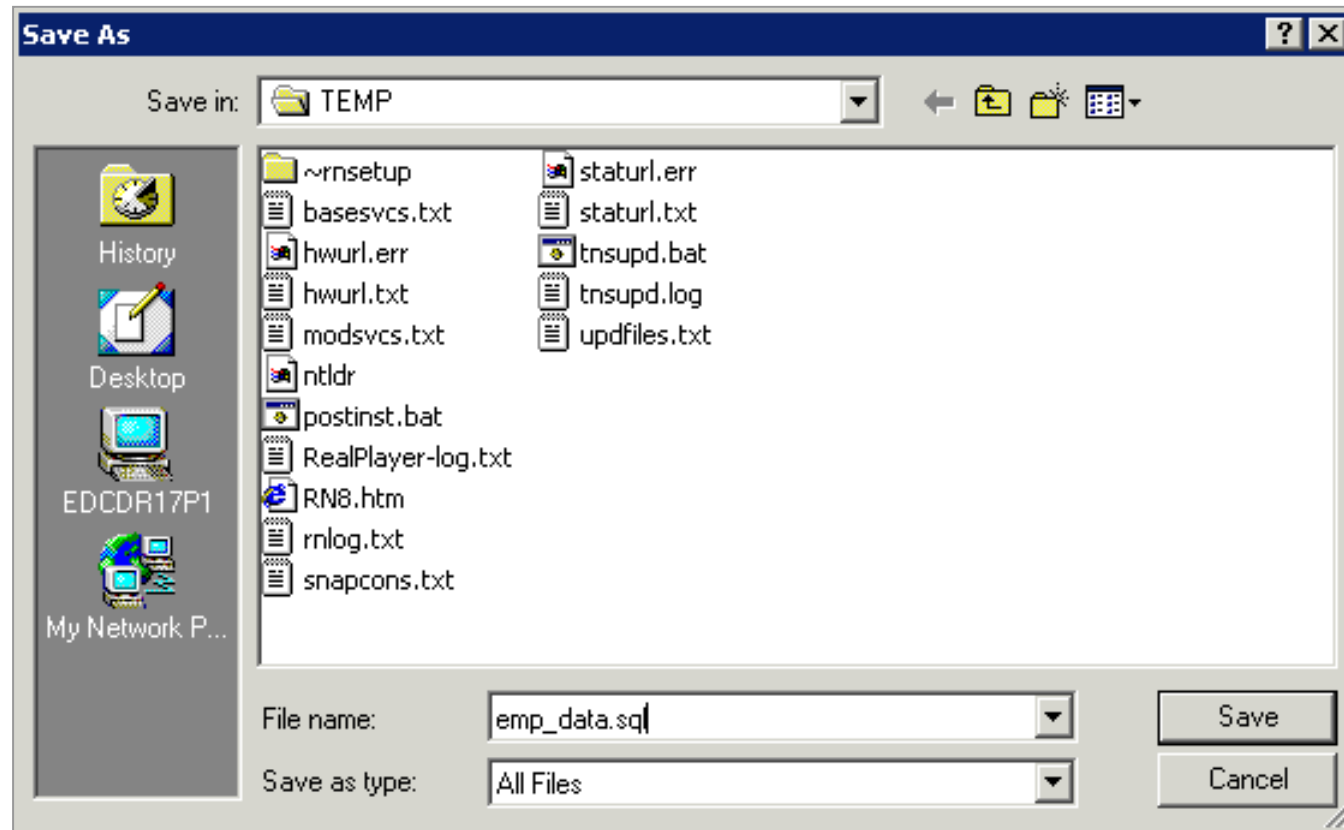 Save As
Save in:
TEMP
History
Desktop
EDCDR17P1
My Network P...
~rnsetup
basesvcs.txt
hwurl.err
hwurl.txt
modsvcs.txt
ntldr
postinst.bat
RealPlayer-log.txt
RN8.htm
rnlog.txt
snapcons.txt
staturl.err
staturl.txt
tnsupd.bat
tnsupd.log
updfiles.txt
File name:
emp_data.sql
Save
Save as type:
All Files
Cancel